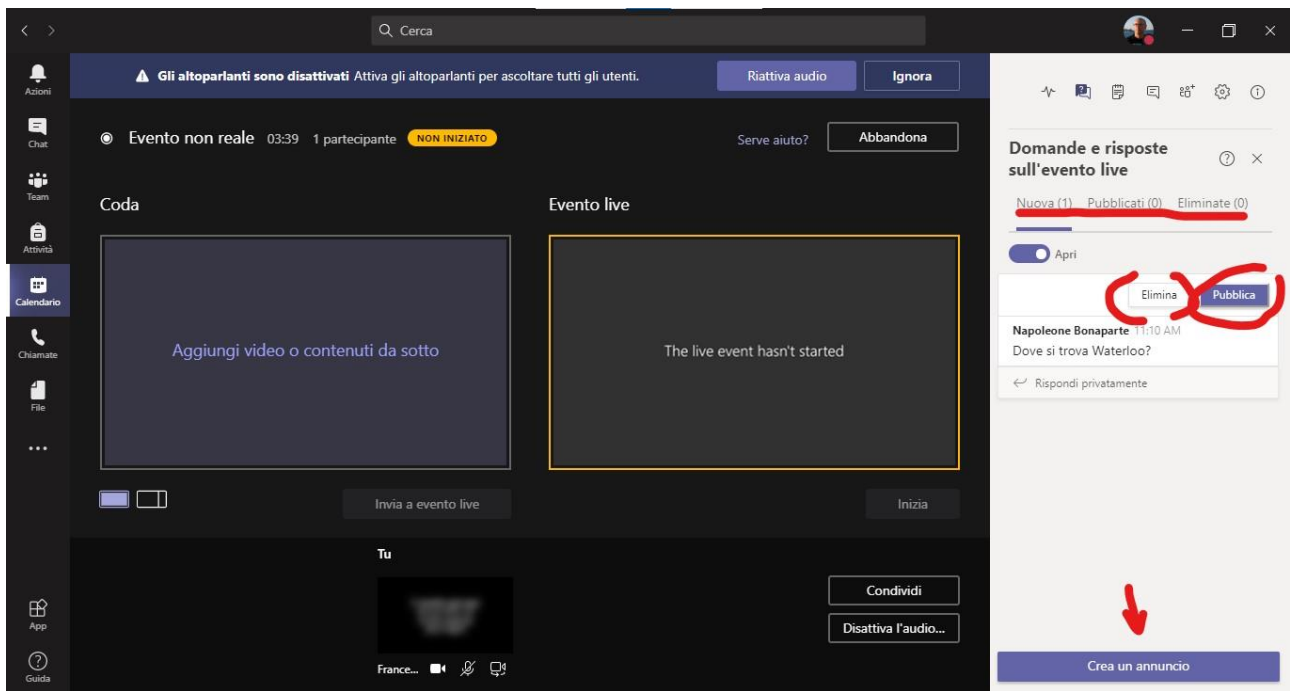 Cerca
Azioni
Chat
Team
Attività
Calendario
Chiamate
File
App
Guida
Gli altoparlanti sono disattivati Attiva gli altoparlanti per ascoltare tutti gli utenti.
Riattiva audio
Ignora
Evento non reale 03:39 1 partecipante NON INIZIATO
Serve aiuto?
Abbandona
Coda
Evento live
Aggiungi video o contenuti da sotto
The live event hasn't started
Invia a evento live
Inizia
Tu
France...
Condividi
Disattiva l'audio...
Domande e risposte
sull'evento live
Nuova (1) Pubblicati (0) Eliminate (0)
Apri
Elimina
Pubblica
Napoleone Bonaparte 11:10 AM
Dove si trova Waterloo?
Rispondi privatamente
Crea un annuncio